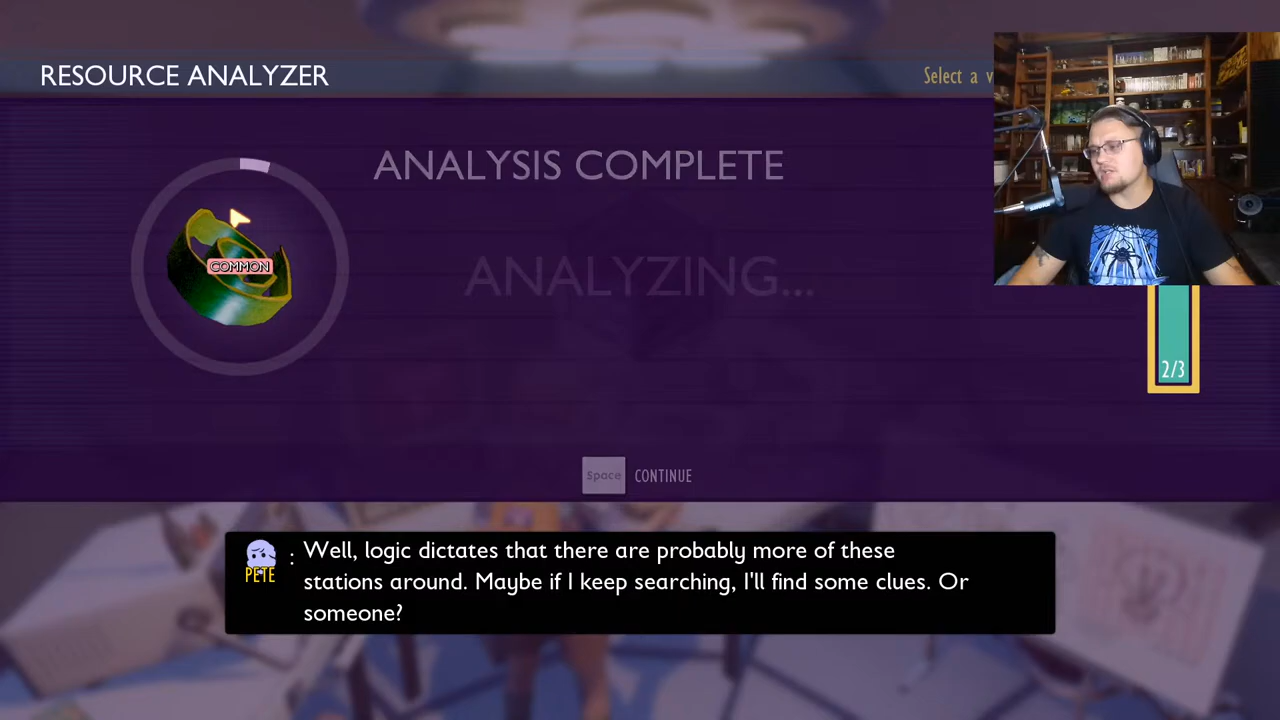 RESOURCE ANALYZER
Select a v
ANALYSIS COMPLETE
COMMON
ANALYZING...
2/3
Space CONTINUE
PETE : Well, logic dictates that there are probably more of these
stations around. Maybe if I keep searching, I'll find some clues. Or
someone?